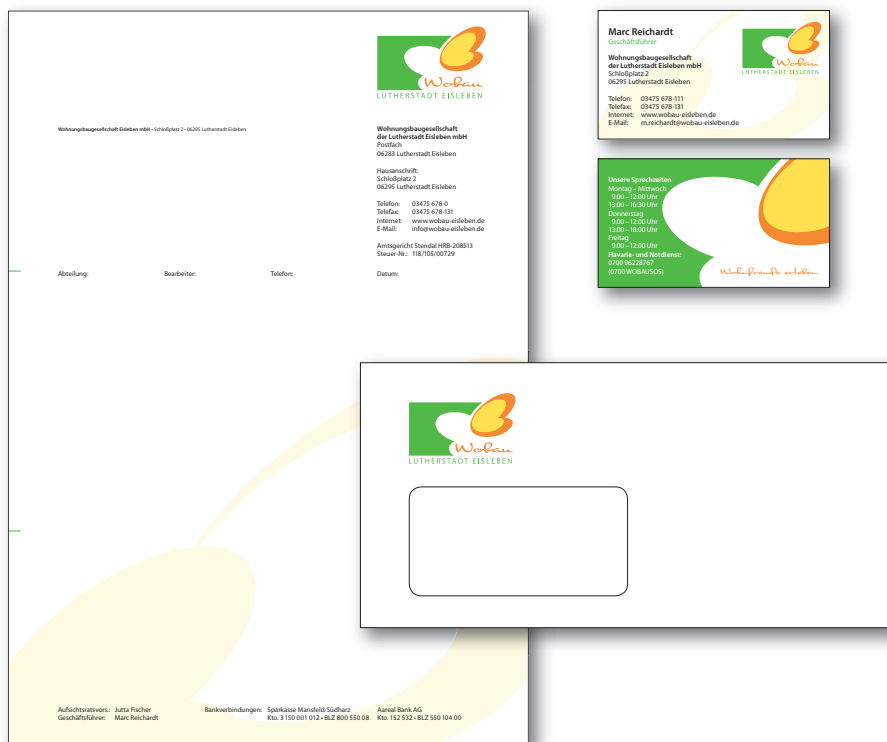 Wobau
LUTHERSTADT EISLEBEN
Wohnungsbaugesellschaft Eisleben mbH • Schloßplatz 2 • 06295 Lutherstadt Eisleben
Wohnungsbaugesellschaft
der Lutherstadt Eisleben mbH
Postfach
06283 Lutherstadt Eisleben
Hausanschrift:
Schloßplatz 2
06295 Lutherstadt Eisleben
Telefon: 03475 678-0
Telefax: 03475 678-131
Internet: www.wobau-eisleben.de
E-Mail: info@wobau-eisleben.de
Amtsgericht Stendal HRB-208513
Steuer-Nr.: 118/105/00729
Abteilung: Bearbeiter: Telefon: Datum:
Aufsichtsratsvors.: Jutta Fischer Bankverbindungen: Sparkasse Mansfeld-Südharz Aareal Bank AG
Geschäftsführer: Marc Reichardt Kto. 3 150 001 012 • BLZ 800 550 08 Kto. 152 532 • BLZ 550 104 00
Marc Reichardt
Geschäftsführer
Wohnungsbaugesellschaft
der Lutherstadt Eisleben mbH
Schloßplatz 2
06295 Lutherstadt Eisleben
Telefon: 03475 678-111
Telefax: 03475 678-131
Internet: www.wobau-eisleben.de
E-Mail: m.reichardt@wobau-eisleben.de
Wobau
LUTHERSTADT EISLEBEN
Unsere Sprechzeiten
Montag – Mittwoch
9:00 – 12:00 Uhr
13:00 – 16:30 Uhr
Donnerstag
9:00 – 12:00 Uhr
13:00 – 18:00 Uhr
Freitag
9:00 – 12:00 Uhr
Havarie- und Notdienst:
0700 96228767
(0700 WOBAUSOS)
Wohnfreude erleben
Wobau
LUTHERSTADT EISLEBEN